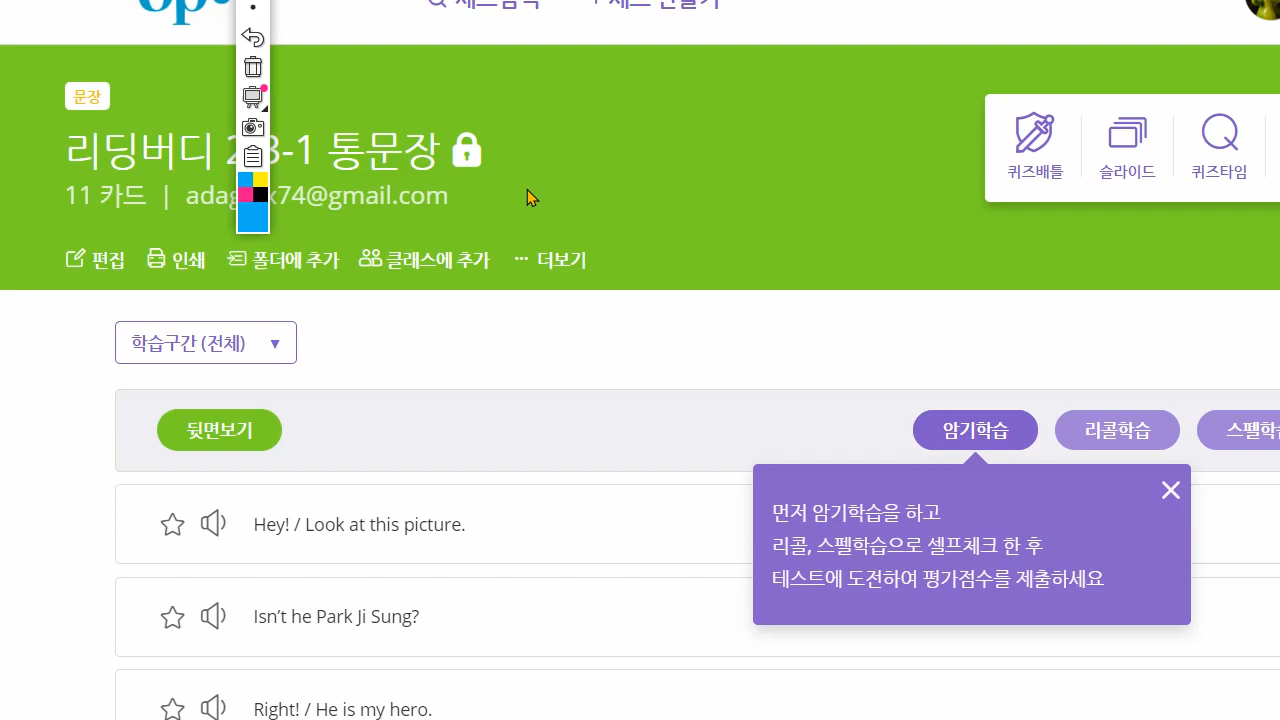 문장
리딩버디 2-3-1 통문장
11 카드 | adag
x74@gmail.com
편집 인쇄 폴더에 추가 클래스에 추가 ··· 더보기
퀴즈배틀 슬라이드 퀴즈타임
학습구간 (전체) ▼
뒷면보기
암기학습 리콜학습
먼저 암기학습을 하고
리콜, 스펠학습으로 셀프체크 한 후
테스트에 도전하여 평가점수를 제출하세요
Hey! / Look at this picture.
Isn’t he Park Ji Sung?
Right! / He is my hero.